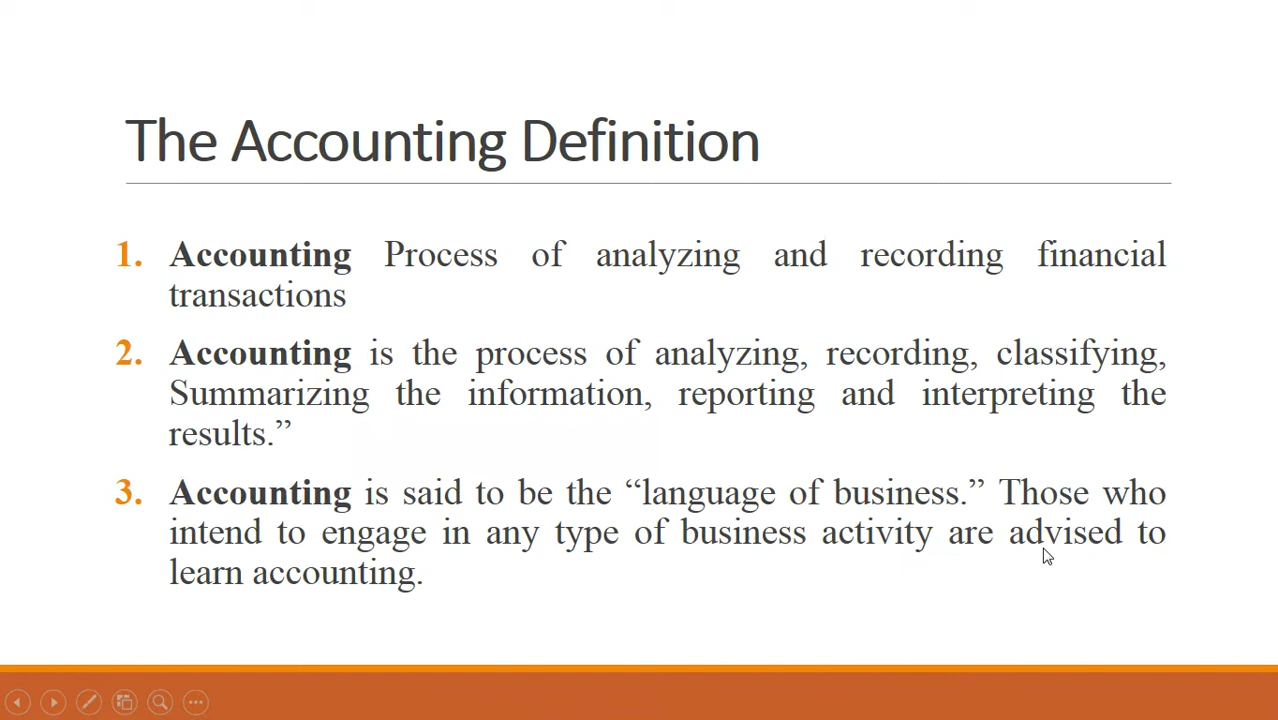 The Accounting Definition
1. Accounting Process of analyzing and recording financial
transactions
2. Accounting is the process of analyzing, recording, classifying,
Summarizing the information, reporting and interpreting the
results.”
3. Accounting is said to be the “language of business.” Those who
intend to engage in any type of business activity are advised to
learn accounting.